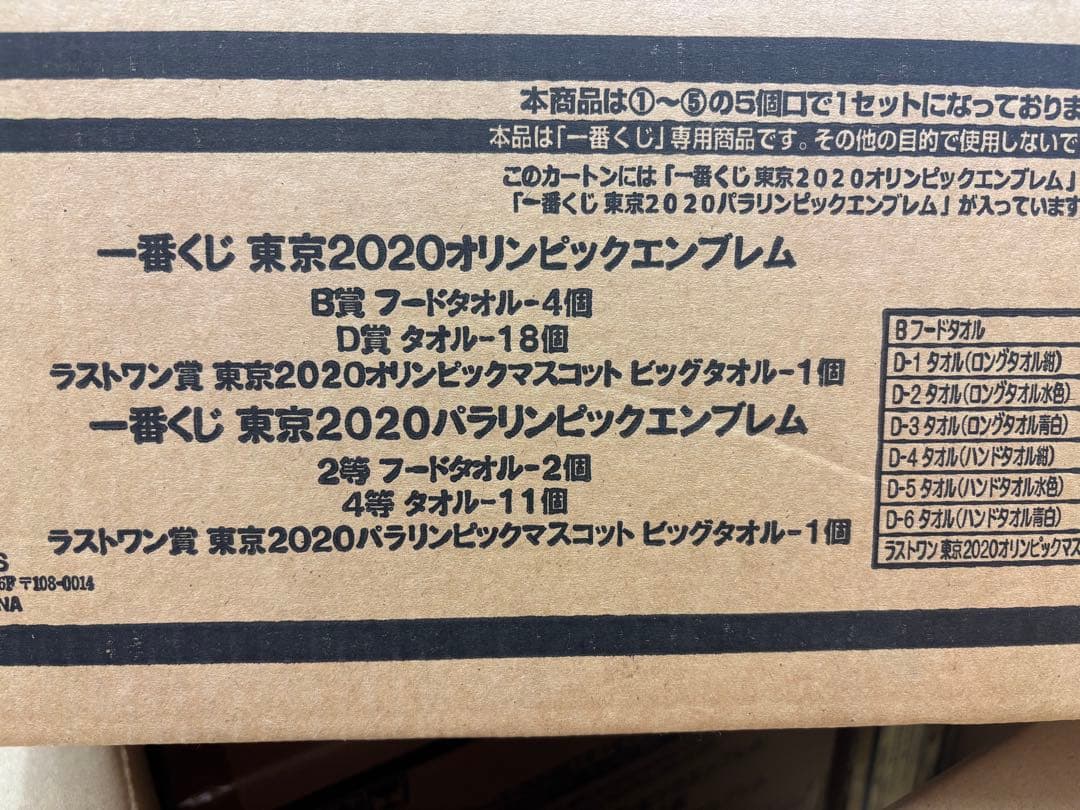 本商品は①～⑤の5個口で1セットになっておりま
本品は「一番くじ」専用商品です。その他の目的で使用しないで
このカートンには「一番くじ 東京2020オリンピックエンブレム」
「一番くじ 東京2020パラリンピックエンブレム」が入っています
一番くじ 東京2020オリンピックエンブレム
B賞 フードタオル-4個
D賞 タオル-18個
ラストワン賞 東京2020オリンピックマスコット ビッグタオル-1個
一番くじ 東京2020パラリンピックエンブレム
2等 フードタオル-2個
4等 タオル-11個
ラストワン賞 東京2020パラリンピックマスコット ビッグタオル-1個
B フードタオル
D-1 タオル(ロングタオル紺)
D-2 タオル(ロングタオル水色)
D-3 タオル(ロングタオル青白)
D-4 タオル(ハンドタオル紺)
D-5 タオル(ハンドタオル水色)
D-6 タオル(ハンドタオル青白)
ラストワン 東京2020オリンピックマス
S
6F 〒108-0014
NA